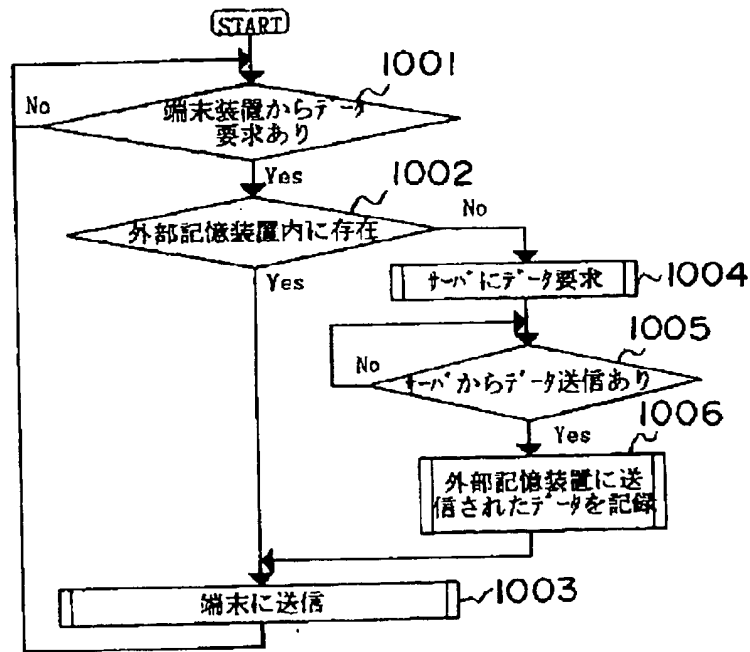 START
1001
No
端末装置からデータ
要求あり
Yes
1002
外部記憶装置内に存在
No
Yes
サーバにデータ要求
1004
1005
No
サーバからデータ送信あり
Yes
1006
外部記憶装置に送
信されたデータを記録
端末に送信
1003